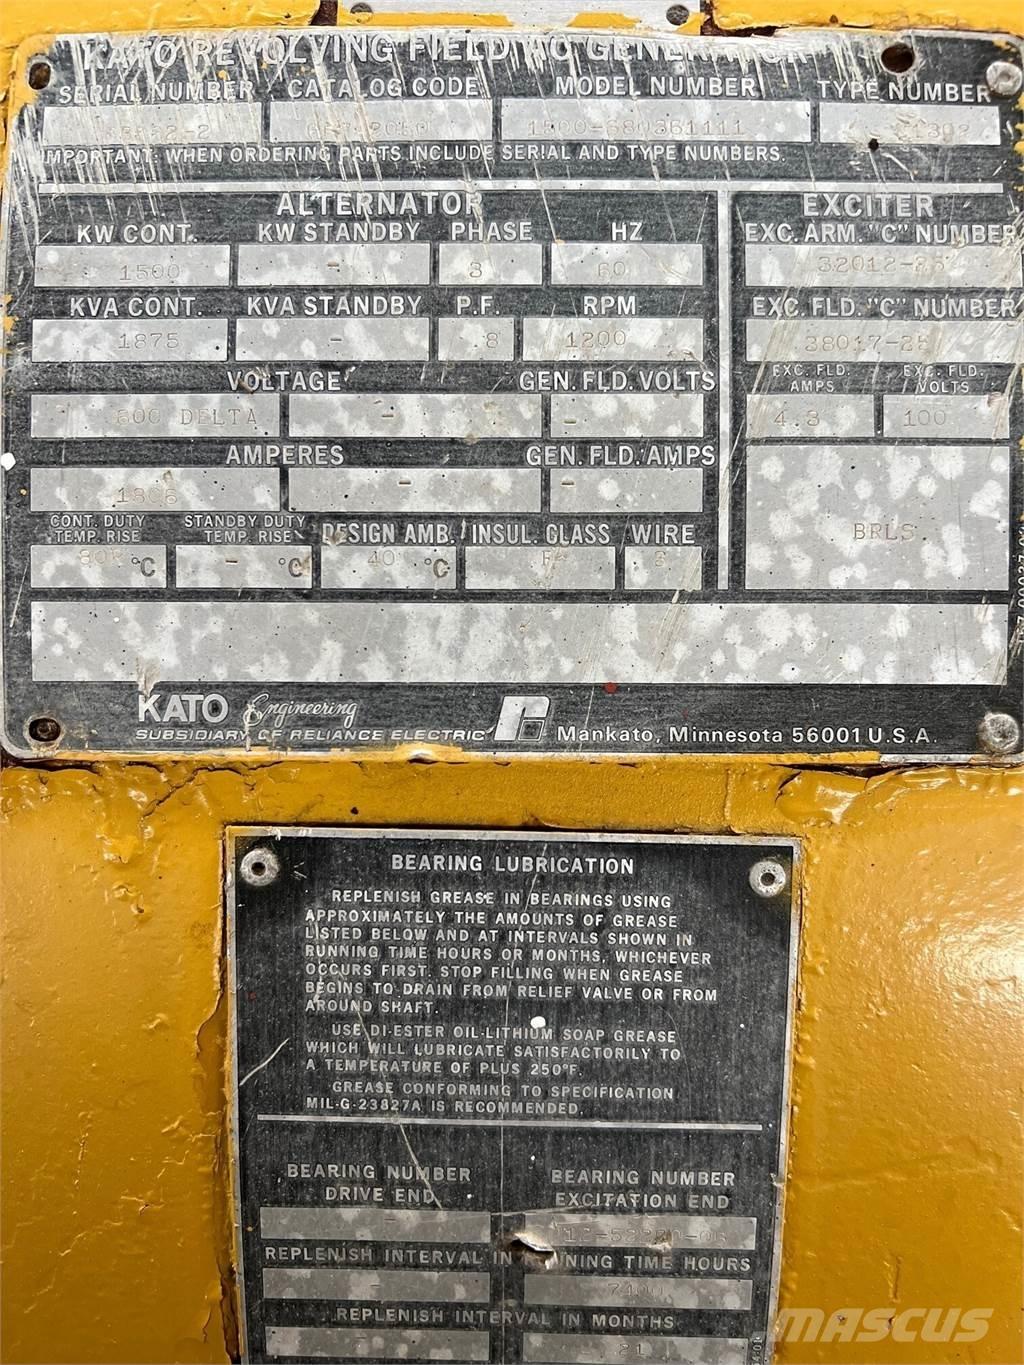 KATO REVOLVING FIELD AC GENERATOR
SERIAL NUMBER CATALOG CODE MODEL NUMBER TYPE NUMBER
1500-680361111
IMPORTANT: WHEN ORDERING PARTS INCLUDE SERIAL AND TYPE NUMBERS.
ALTERNATOR EXCITER
KW CONT. KW STANDBY PHASE HZ EXC. ARM. "C" NUMBER
1500 - 3 60
KVA CONT. KVA STANDBY P.F. RPM EXC. FLD. "C" NUMBER
1875 - .8 1200
VOLTAGE GEN. FLD. VOLTS EXC. FLD. AMPS EXC. FLD. VOLTS
600 DELTA - - 4.3 100
AMPERES GEN. FLD. AMPS
- -
CONT. DUTY TEMP. RISE STANDBY DUTY TEMP. RISE DESIGN AMB. INSUL. CLASS WIRE
°C - °C 40 °C F
BRLS
KATO Engineering
SUBSIDIARY OF RELIANCE ELECTRIC Mankato, Minnesota 56001 U.S.A.
BEARING LUBRICATION
REPLENISH GREASE IN BEARINGS USING
APPROXIMATELY THE AMOUNTS OF GREASE
LISTED BELOW AND AT INTERVALS SHOWN IN
RUNNING TIME HOURS OR MONTHS, WHICHEVER
OCCURS FIRST. STOP FILLING WHEN GREASE
BEGINS TO DRAIN FROM RELIEF VALVE OR FROM
AROUND SHAFT.
USE DI-ESTER OIL-LITHIUM SOAP GREASE
WHICH WILL LUBRICATE SATISFACTORILY TO
A TEMPERATURE OF PLUS 250°F.
GREASE CONFORMING TO SPECIFICATION
MIL-G-23827A IS RECOMMENDED.
BEARING NUMBER BEARING NUMBER
DRIVE END EXCITATION END
-
REPLENISH INTERVAL IN RUNNING TIME HOURS
- 7400
REPLENISH INTERVAL IN MONTHS
- 21
MASCUS